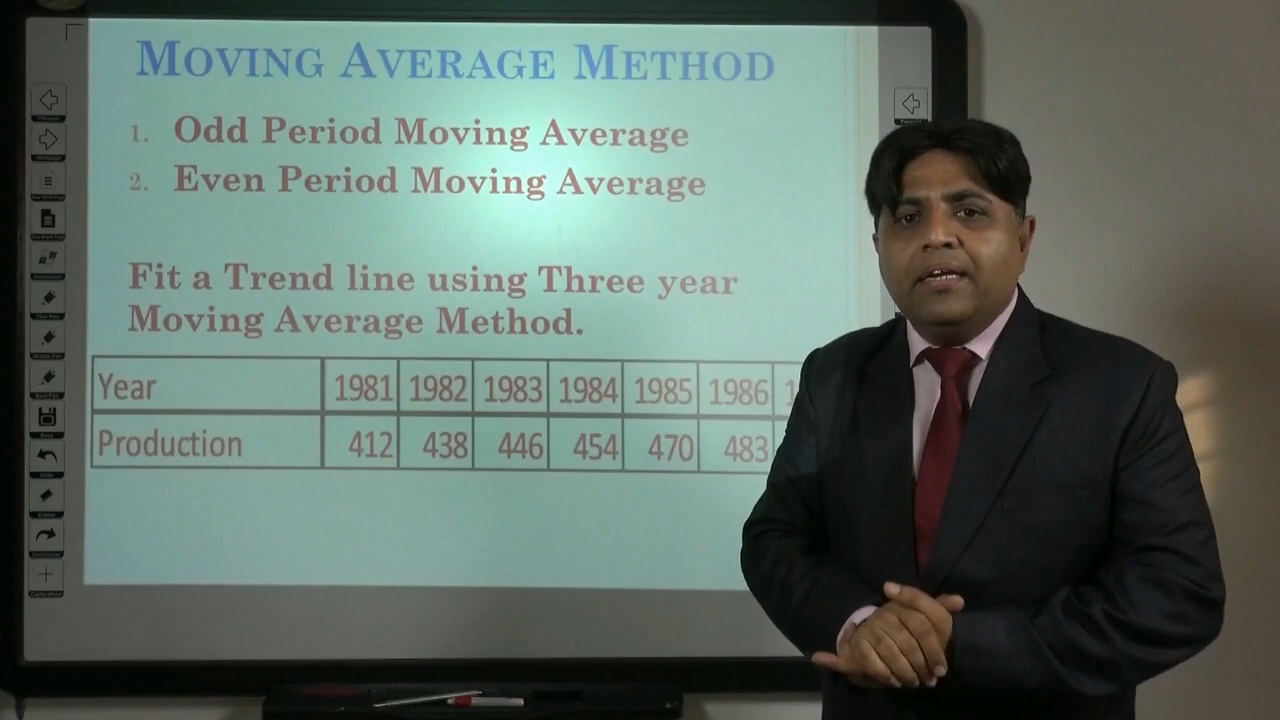 MOVING AVERAGE METHOD
1. Odd Period Moving Average
2. Even Period Moving Average
Fit a Trend line using Three year
Moving Average Method.
Year 1981 1982 1983 1984 1985 1986
Production 412 438 446 454 470 483